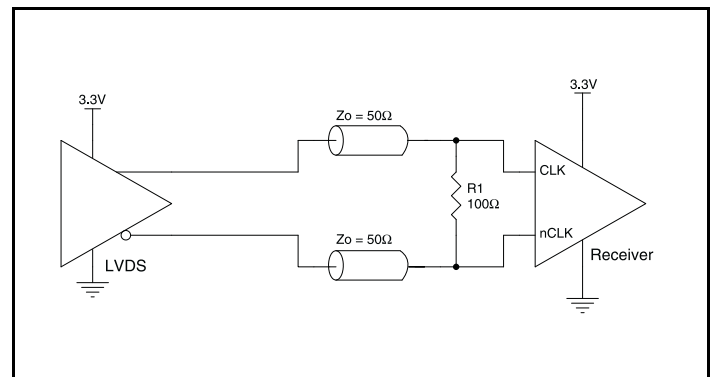 3.3V
3.3V
Zo = 50Ω
CLK
R1
100Ω
nCLK
Zo = 50Ω
Receiver
LVDS